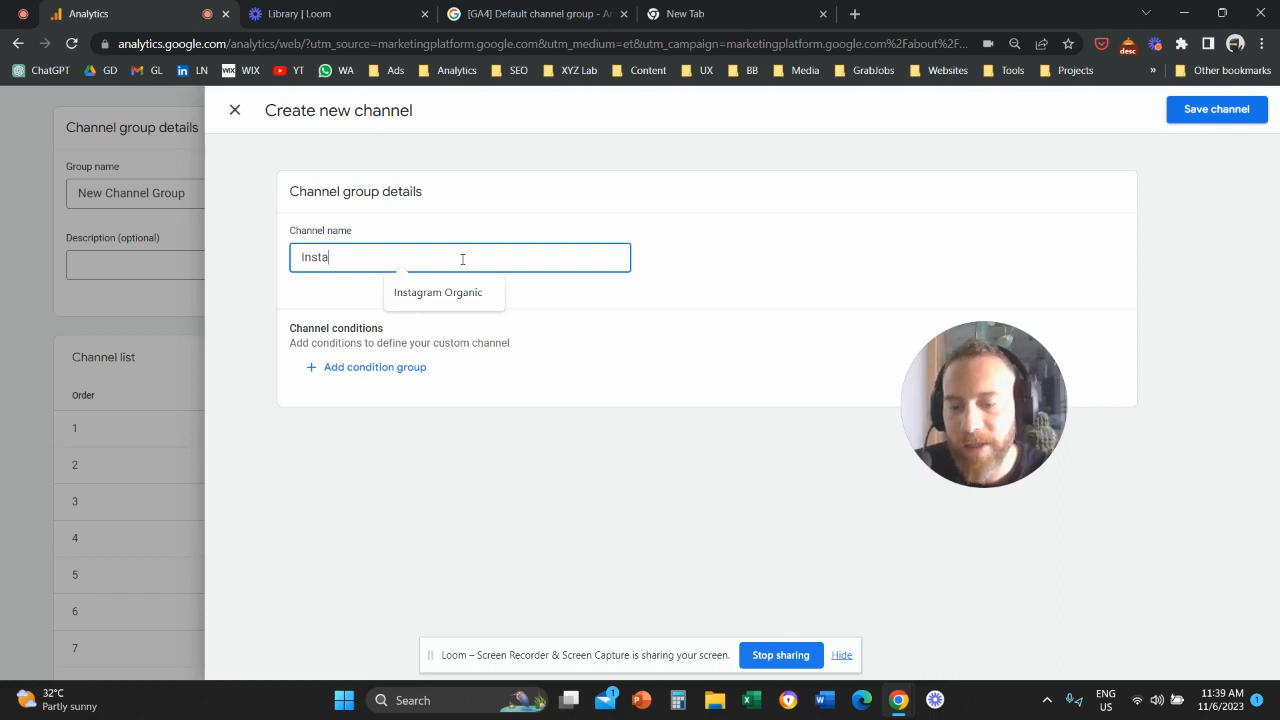 Analytics
Library | Loom
[GA4] Default channel group - An
New Tab
analytics.google.com/analytics/web/?utm_source=marketingplatform.google.com&utm_medium=et&utm_campaign=marketingplatform.google.com%2Fabout%2F...
desc
ChatGPT GD GL LN WIX YT WA Ads Analytics SEO XYZ Lab Content UX BB Media GrabJobs Websites Tools Projects » Other bookmarks
Create new channel
Save channel
Channel group details
Group name
New Channel Group
Description (optional)
Channel list
Order
1
2
3
4
5
6
7
Channel group details
Channel name
Insta
Instagram Organic
Channel conditions
Add conditions to define your custom channel
+ Add condition group
Loom – Screen Recorder & Screen Capture is sharing your screen.
Stop sharing
Hide
32°C
Partly sunny
Search
1
ENG
US
11:39 AM
11/6/2023
1